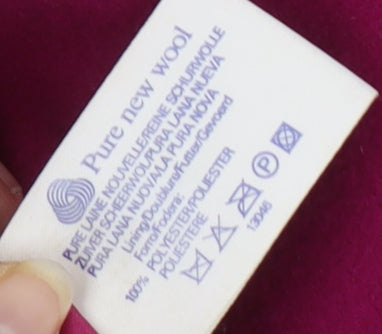 Pure new wool
PURE LAINE NOUVELLE/REINE SCHURWOLLE
ZUIVER SCHEERWOL/PURA LANA NUEVA
PURA LANA NUOVA/LA PURA NOVA
Lining/Doublure/Futter/Gevoerd
Forro/Fodera:
100% POLYESTER/POLIESTER
POLIESTERE
P
13046